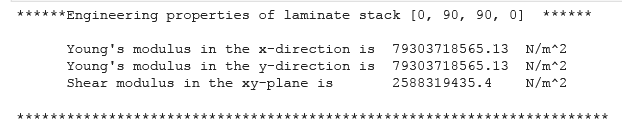 ******Engineering properties of laminate stack [0, 90, 90, 0]  ******
Young's modulus in the x-direction is  79303718565.13  N/m^2
Young's modulus in the y-direction is  79303718565.13  N/m^2
Shear modulus in the xy-plane is       2588319435.4    N/m^2
***********************************************************************